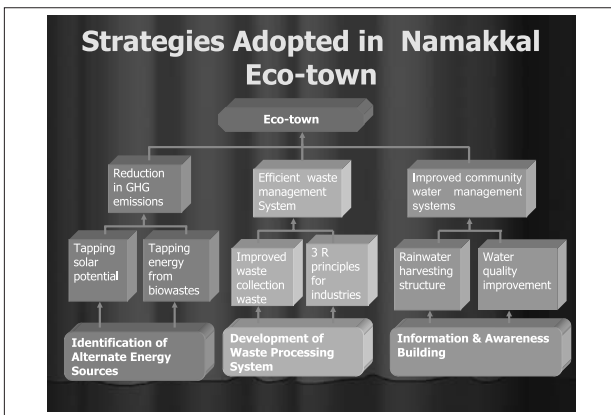 Strategies Adopted in Namakkal
Eco-town
Eco-town
Reduction
in GHG
emissions
Efficient waste
management
System
Improved community
water management
systems
Tapping
solar
potential
Tapping
energy
from
biowastes
Improved
waste
collection
waste
3 R
principles
for
industries
Rainwater
harvesting
structure
Water
quality
improvement
Identification of
Alternate Energy
Sources
Development of
Waste Processing
System
Information & Awareness
Building